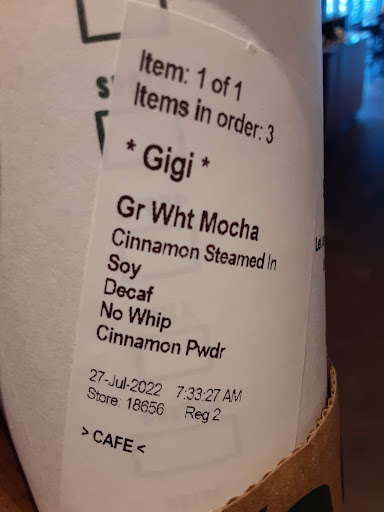 Item: 1 of 1
Items in order: 3
* Gigi *
Gr Wht Mocha
Cinnamon Steamed In
Soy
Decaf
No Whip
Cinnamon Pwdr
27-Jul-2022 7:33:27 AM
Store: 18656 Reg 2
> CAFE <